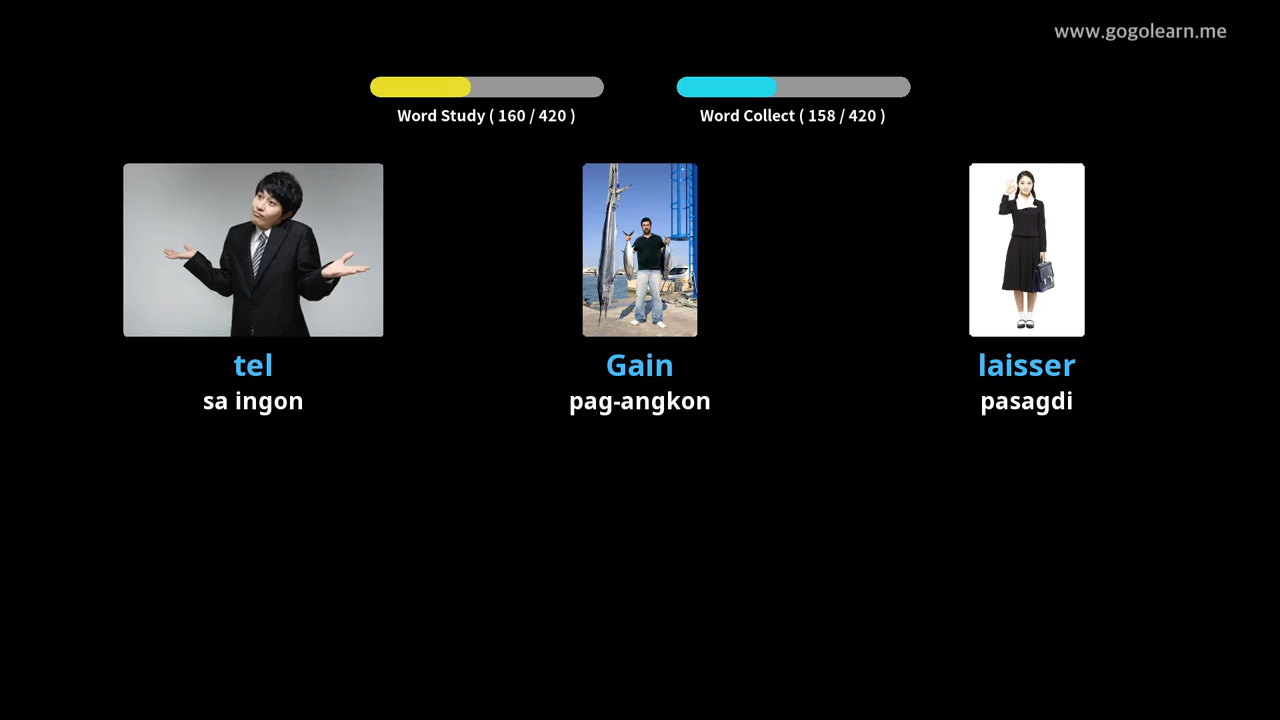 www.gogolearn.me
Word Study ( 160 / 420 )
Word Collect ( 158 / 420 )
tel
sa ingon
Gain
pag-angkon
laisser
pasagdi